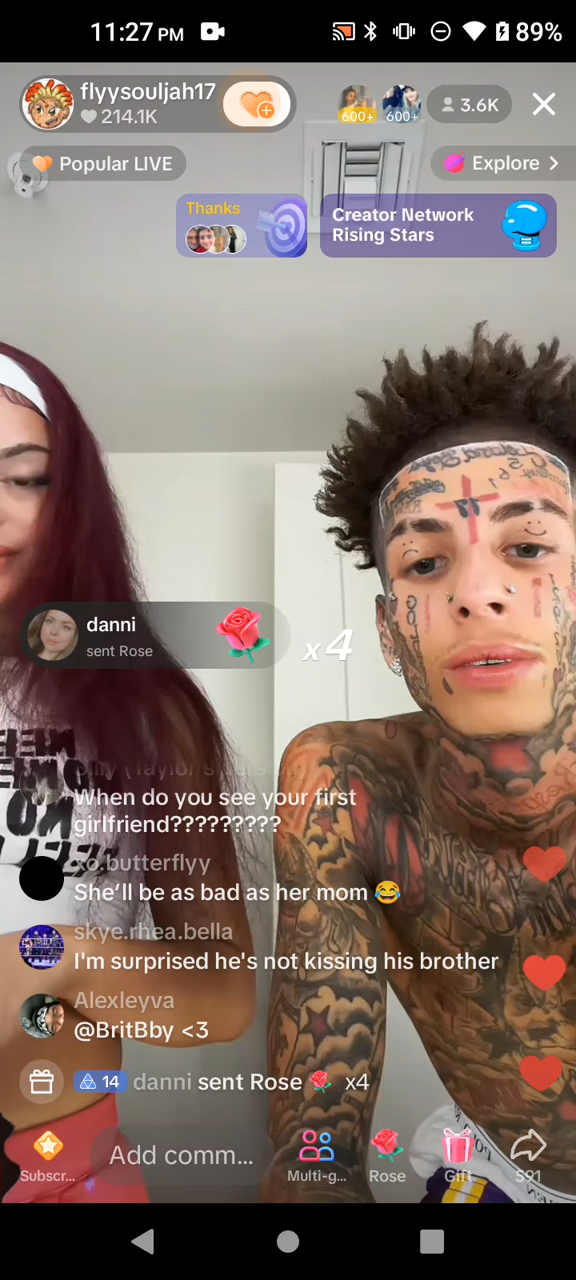 11:27 PM
89%
flyysouljah17
214.1K
600+
600+
3.6K
Popular LIVE
Explore >
Thanks
Creator Network
Rising Stars
danni
sent Rose
x4
When do you see your first
girlfriend?????????
xo.butterflyy
She'll be as bad as her mom 😂
skye.rhea.bella
I'm surprised he's not kissing his brother
Alexleyva
@BritBby <3
14 danni sent Rose 🌹 x4
Add comm...
Subscr...
Multi-g...
Rose
Gift
591